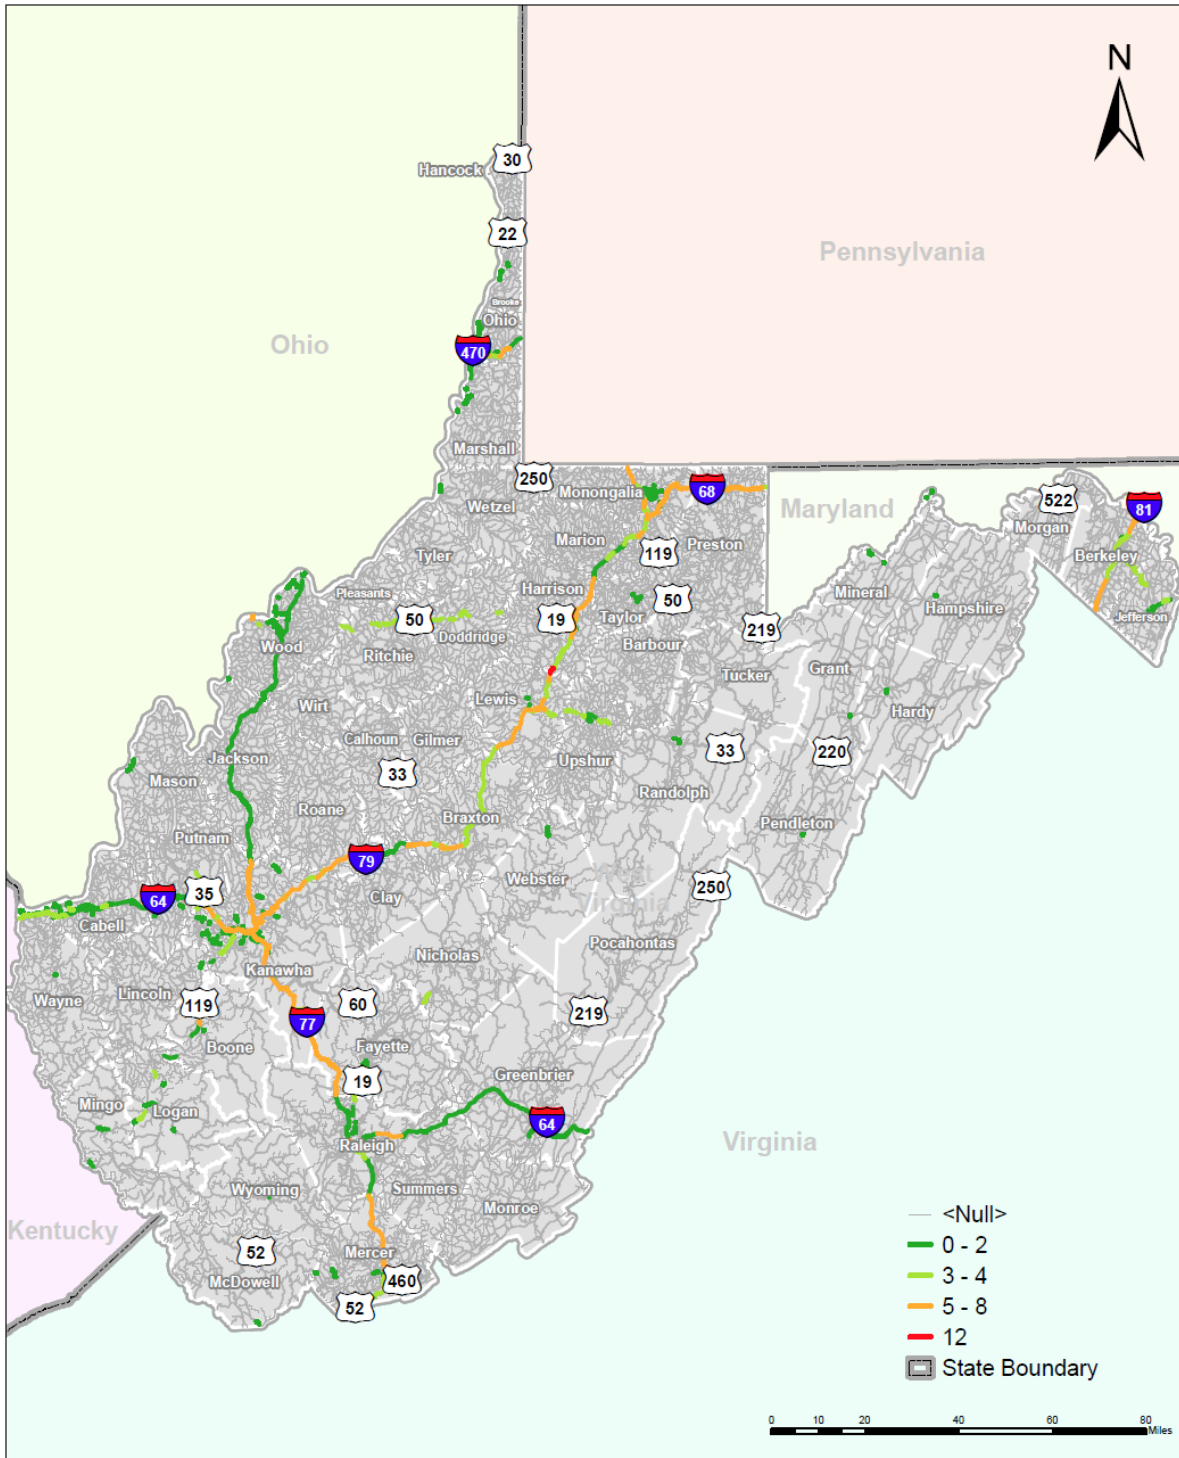 N
30
Hancock
22
Pennsylvania
Brooke
Ohio
Ohio
470
Marshall
250
Monongalia
68
Wetzel
Maryland
522
Morgan
81
Marion
119
Preston
Berkeley
Tyler
Harrison
Mineral
Pleasants
50
19
Taylor
50
Hampshire
Jefferson
Doddridge
219
Wood
Ritchie
Barbour
Tucker
Grant
Lewis
Wirt
Hardy
Calhoun
Gilmer
Jackson
33
Upshur
33
220
Mason
Randolph
Roane
Braxton
Putnam
Pendleton
79
Webster
West
Virginia
250
64
35
Clay
Cabell
Pocahontas
Nicholas
Kanawha
Wayne
Lincoln
119
60
219
77
Boone
Fayette
19
Greenbrier
Mingo
Logan
64
Raleigh
Virginia
Wyoming
Summers
Monroe
Kentucky
52
Mercer
McDowell
460
52
<Null>
0 - 2
3 - 4
5 - 8
12
State Boundary
0 10 20 40 60 80
Miles